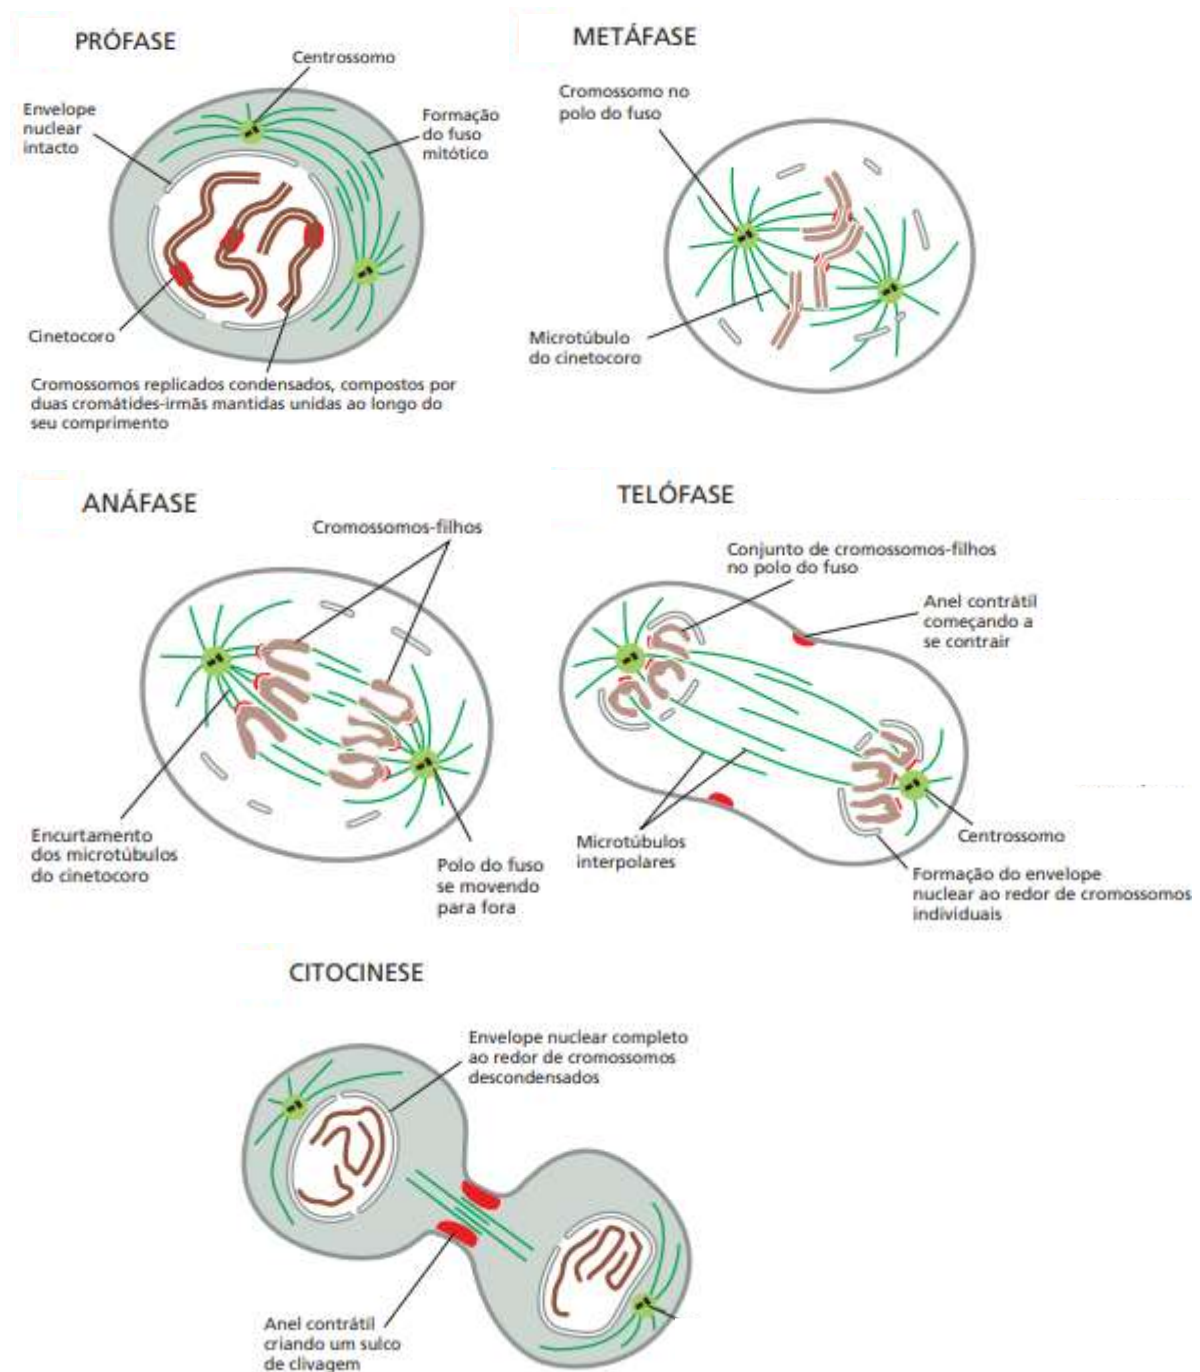 PRÓFASE
Centrossomo
Envelope
nuclear
intacto
Formação
do fuso
mitótico
Cinetocoro
Cromossomos replicados condensados, compostos por
duas cromátides-irmãs mantidas unidas ao longo do
seu comprimento
METÁFASE
Cromossomo no
polo do fuso
Microtúbulo
do cinetocoro
ANÁFASE
Cromossomos-filhos
Encurtamento
dos microtúbulos
do cinetocoro
Polo do fuso
se movendo
para fora
TELÓFASE
Conjunto de cromossomos-filhos
no polo do fuso
Anel contrátil
começando a
se contrair
Microtúbulos
interpolares
Centrossomo
Formação do envelope
nuclear ao redor de cromossomos
individuais
CITOCINESE
Envelope nuclear completo
ao redor de cromossomos
descondensados
Anel contrátil
criando um sulco
de clivagem